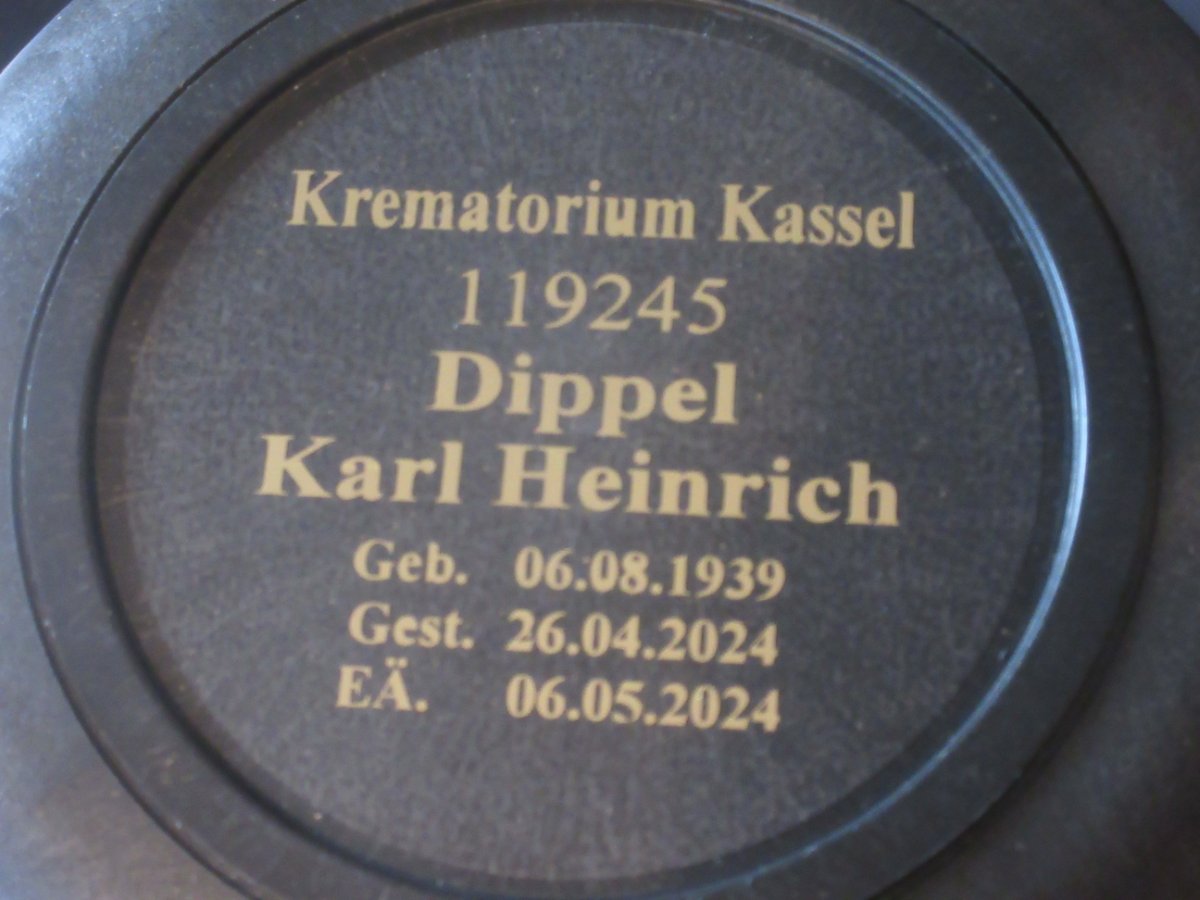 Krematorium Kassel
119245
Dippel
Karl Heinrich
Geb. 06.08.1939
Gest. 26.04.2024
EÄ. 06.05.2024